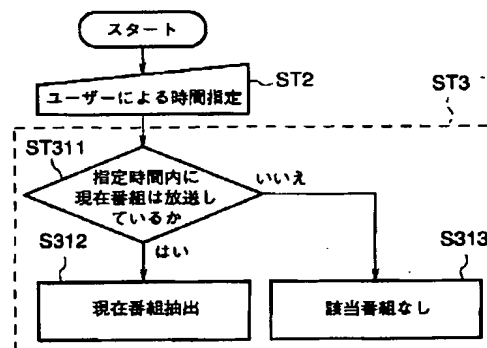 スタート
ST2
ユーザーによる時間指定
ST3
ST311
指定時間内に
現在番組は放送し
ているか
いいえ
はい
S312
現在番組抽出
S313
該当番組なし